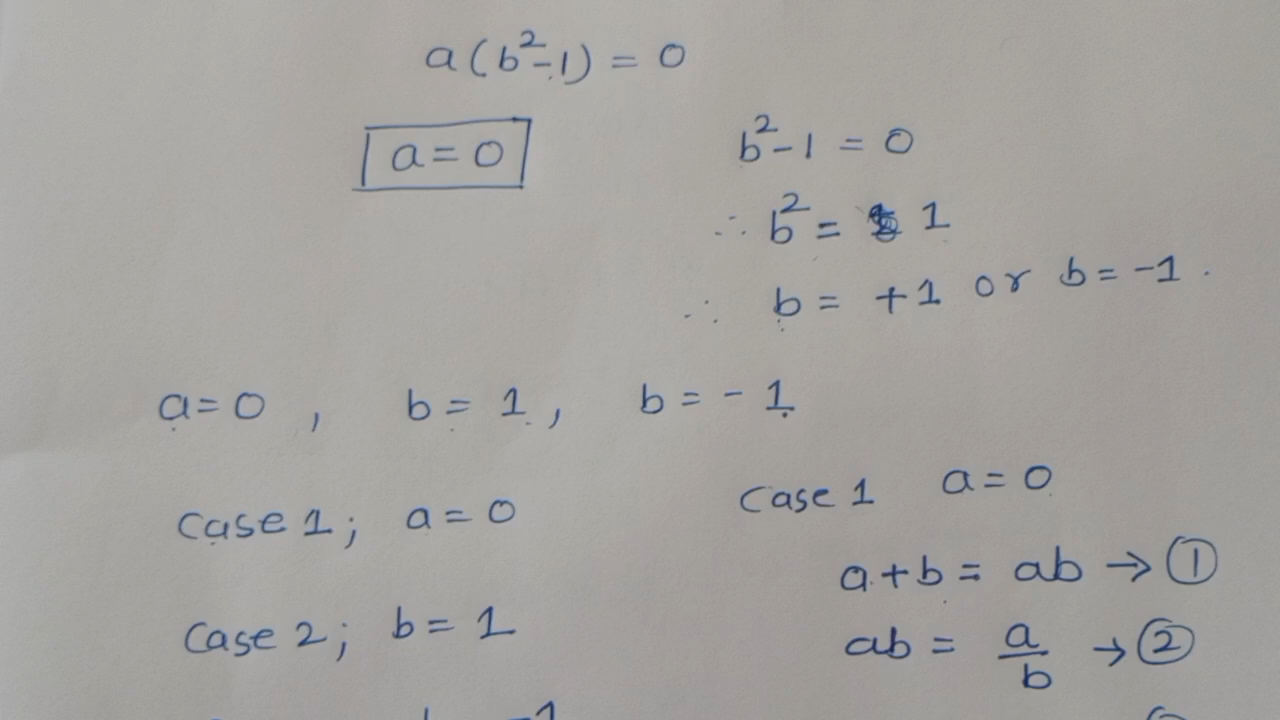 a(b²-1) = 0
a = 0
b²-1 = 0
∴ b² = 1
∴ b = +1 or b = -1.
a = 0, b = 1, b = -1
Case 1; a = 0
Case 2; b = 1
-1
Case 1 a = 0
a+b = ab → ①
ab = a/b → ②